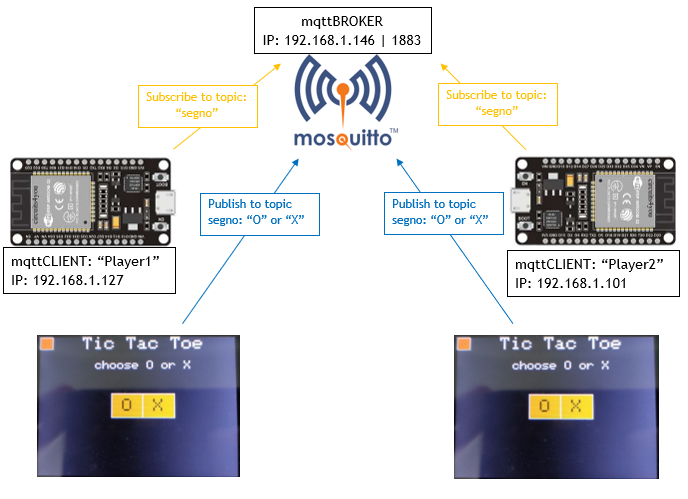 mqttBROKER
IP: 192.168.1.146 | 1883
Subscribe to topic:
“segno”
Subscribe to topic:
“segno”
mosquitto™
Publish to topic
segno: “O” or “X”
Publish to topic
segno: “O” or “X”
mqttCLIENT: “Player1”
IP: 192.168.1.127
mqttCLIENT: “Player2”
IP: 192.168.1.101
Tic Tac Toe
choose O or X
O X
Tic Tac Toe
choose O or X
O X